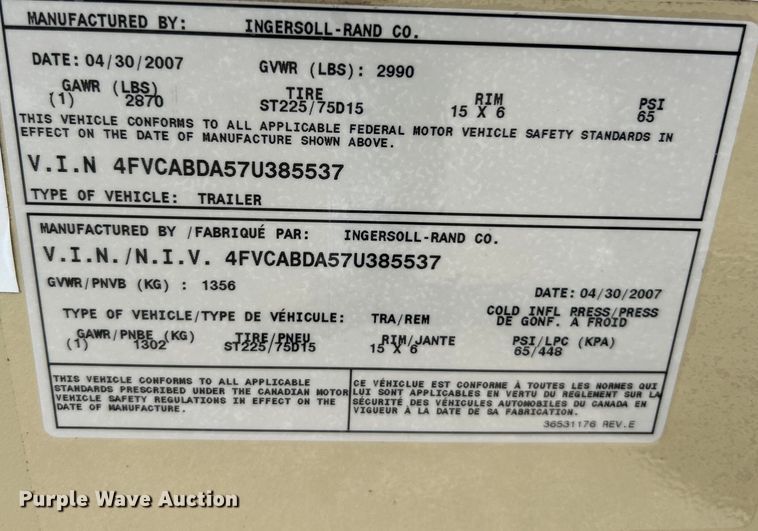 MANUFACTURED BY: INGERSOLL-RAND CO.
DATE: 04/30/2007 GVWR (LBS): 2990
GAWR (LBS) TIRE RIM PSI
(1) 2870 ST225/75D15 15 X 6 65
THIS VEHICLE CONFORMS TO ALL APPLICABLE FEDERAL MOTOR VEHICLE SAFETY STANDARDS IN
EFFECT ON THE DATE OF MANUFACTURE SHOWN ABOVE.
V.I.N 4FVCABDA57U385537
TYPE OF VEHICLE: TRAILER
MANUFACTURED BY /FABRIQUÉ PAR: INGERSOLL-RAND CO.
V.I.N./N.I.V. 4FVCABDA57U385537
GVWR/PNVB (KG) : 1356
DATE: 04/30/2007
TYPE OF VEHICLE/TYPE DE VÉHICULE: TRA/REM COLD INFL PRESS/PRESS
DE GONF. A FROID
GAWR/PNBE (KG) TIRE/PNEU RIM/JANTE PSI/LPC (KPA)
(1) 1302 ST225/75D15 15 X 6 65/448
THIS VEHICLE CONFORMS TO ALL APPLICABLE
STANDARDS PRESCRIBED UNDER THE CANADIAN MOTOR
VEHICLE SAFETY REGULATIONS IN EFFECT ON THE
DATE OF MANUFACTURE.
CE VÉHICLUE EST CONFORME À TOUTES LES NORMES QUI
LUI SONT APPLICABLES EN VERTU DU REGLEMENT SUR LA
SÉCURITÉ DES VÉHICULES AUTOMOBILES DU CANADA EN
VIGUEUR À LA DATE DE SA FABRICATION.
36531176 REV.E
Purple Wave Auction